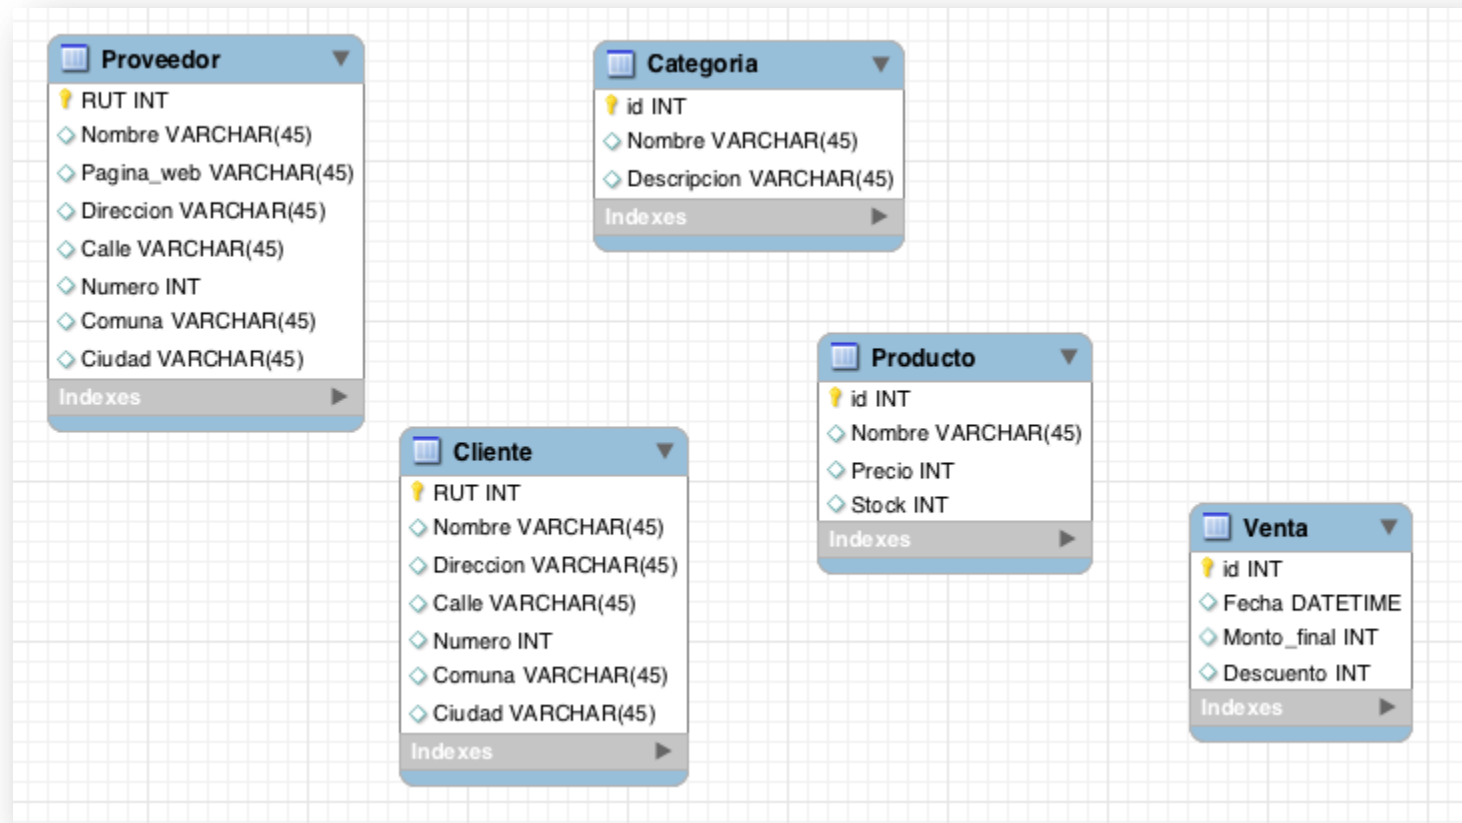 Proveedor
RUT INT
Nombre VARCHAR(45)
Pagina_web VARCHAR(45)
Direccion VARCHAR(45)
Calle VARCHAR(45)
Numero INT
Comuna VARCHAR(45)
Ciudad VARCHAR(45)
Indexes
Categoria
id INT
Nombre VARCHAR(45)
Descripcion VARCHAR(45)
Indexes
Cliente
RUT INT
Nombre VARCHAR(45)
Direccion VARCHAR(45)
Calle VARCHAR(45)
Numero INT
Comuna VARCHAR(45)
Ciudad VARCHAR(45)
Indexes
Producto
id INT
Nombre VARCHAR(45)
Precio INT
Stock INT
Indexes
Venta
id INT
Fecha DATETIME
Monto_final INT
Descuento INT
Indexes